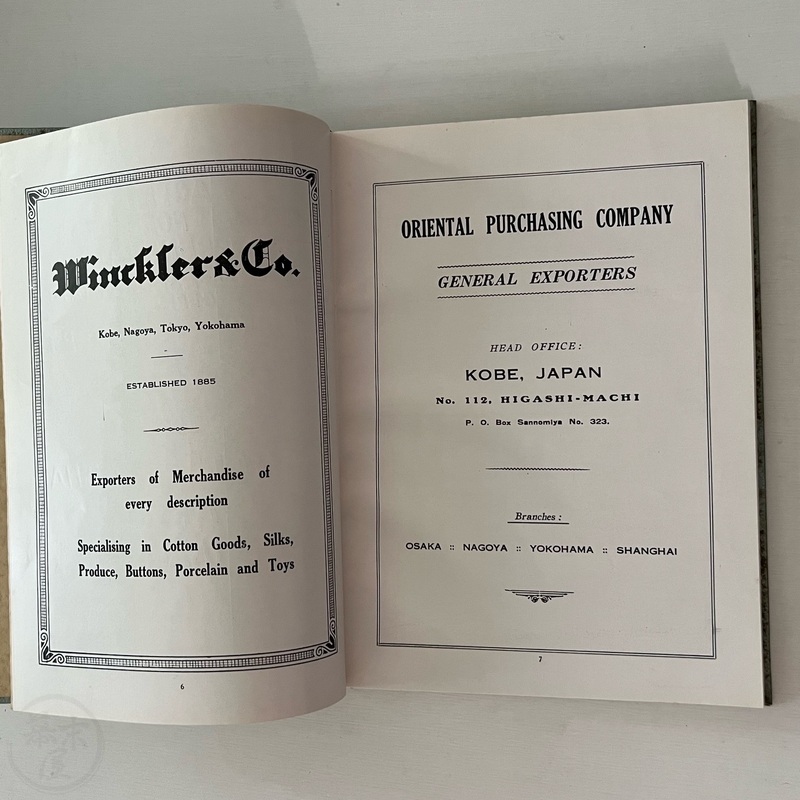 Winckler & Co.
Kobe, Nagoya, Tokyo, Yokohama
ESTABLISHED 1885
Exporters of Merchandise of
every description
Specialising in Cotton Goods, Silks,
Produce, Buttons, Porcelain and Toys
6
ORIENTAL PURCHASING COMPANY
GENERAL EXPORTERS
HEAD OFFICE:
KOBE, JAPAN
No. 112, HIGASHI-MACHI
P. O. Box Sannomiya No. 323.
Branches:
OSAKA :: NAGOYA :: YOKOHAMA :: SHANGHAI
7